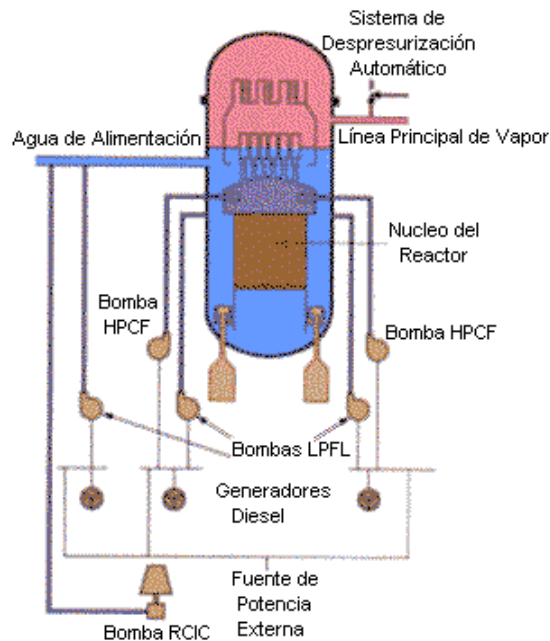 Sistema de
Despresurización
Automático
Agua de Alimentación
Línea Principal de Vapor
Nucleo del
Reactor
Bomba
HPCF
Bomba HPCF
Bombas LPFL
Generadores
Diesel
Fuente de
Potencia
Externa
Bomba RCIC